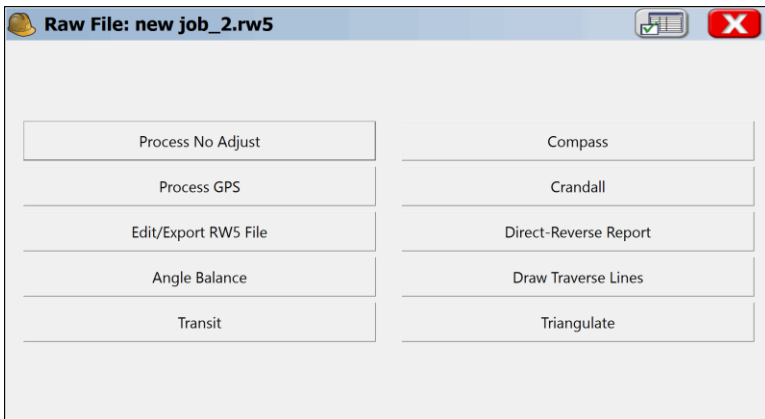 Raw File: new job_2.rw5
Process No Adjust
Compass
Process GPS
Crandall
Edit/Export RW5 File
Direct-Reverse Report
Angle Balance
Draw Traverse Lines
Transit
Triangulate